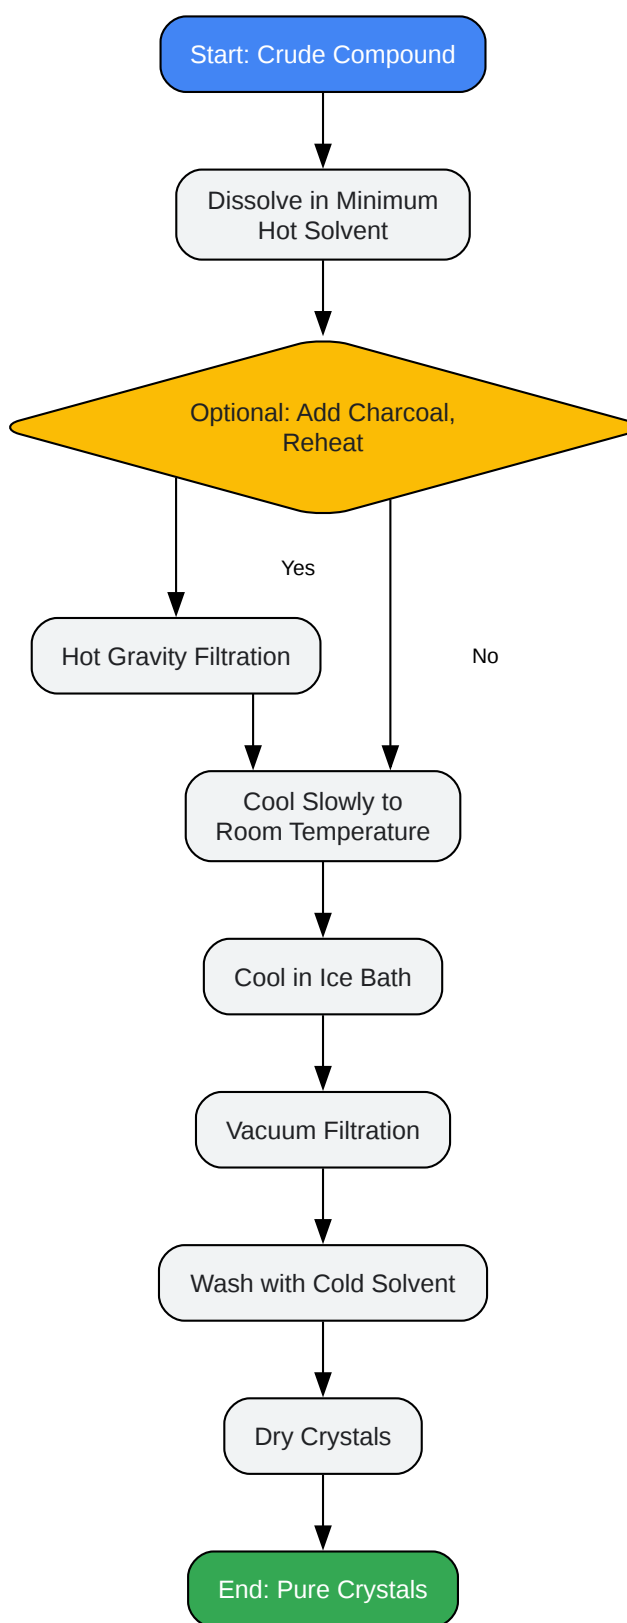 Start: Crude Compound
Dissolve in Minimum
Hot Solvent
Optional: Add Charcoal,
Reheat
Yes
Hot Gravity Filtration
No
Cool Slowly to
Room Temperature
Cool in Ice Bath
Vacuum Filtration
Wash with Cold Solvent
Dry Crystals
End: Pure Crystals